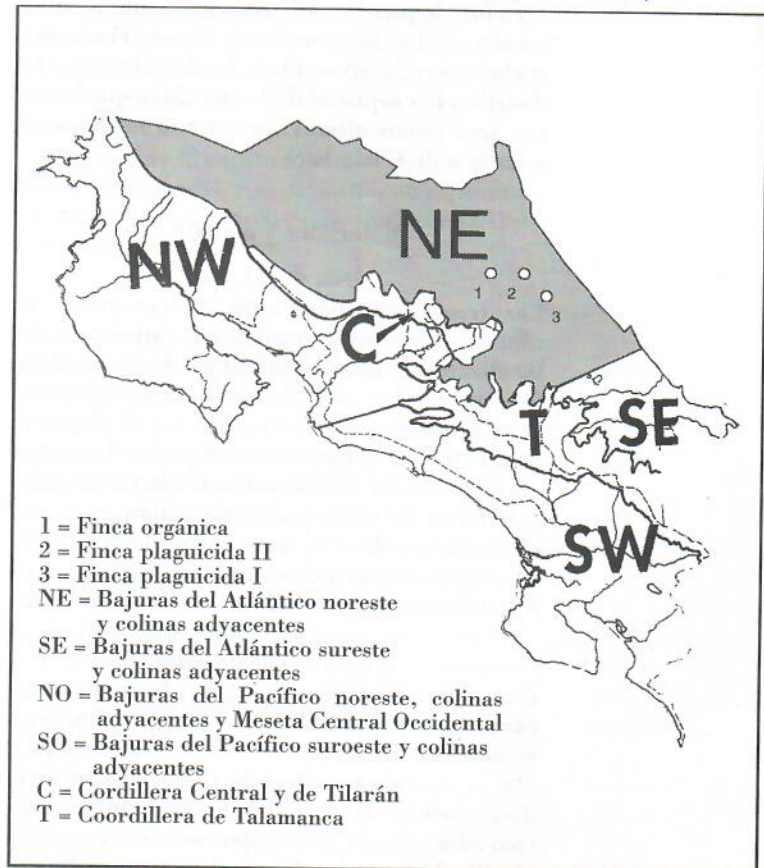 NE
NW
1 2
3
C
T SE
SW
1 = Finca orgánica
2 = Finca plaguicida II
3 = Finca plaguicida I
NE = Bajuras del Atlántico noreste
y colinas adyacentes
SE = Bajuras del Atlántico sureste
y colinas adyacentes
NO = Bajuras del Pacífico noreste, colinas
adyacentes y Meseta Central Occidental
SO = Bajuras del Pacífico suroeste y colinas
adyacentes
C = Cordillera Central y de Tilarán
T = Coordillera de Talamanca